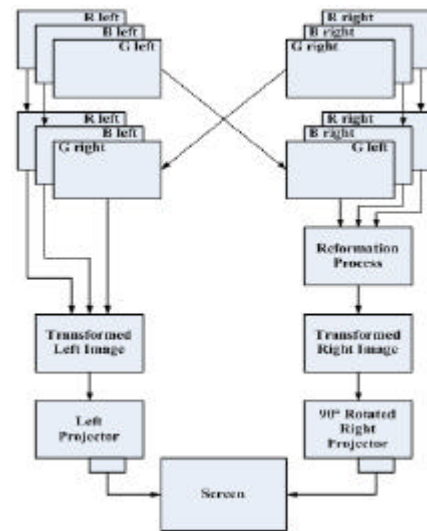 R left
B left
G left
R right
B right
G right
R left
B left
G right
R right
B right
G left
Reformation
Process
Transformed
Left Image
Transformed
Right Image
Left
Projector
90° Rotated
Right
Projector
Screen